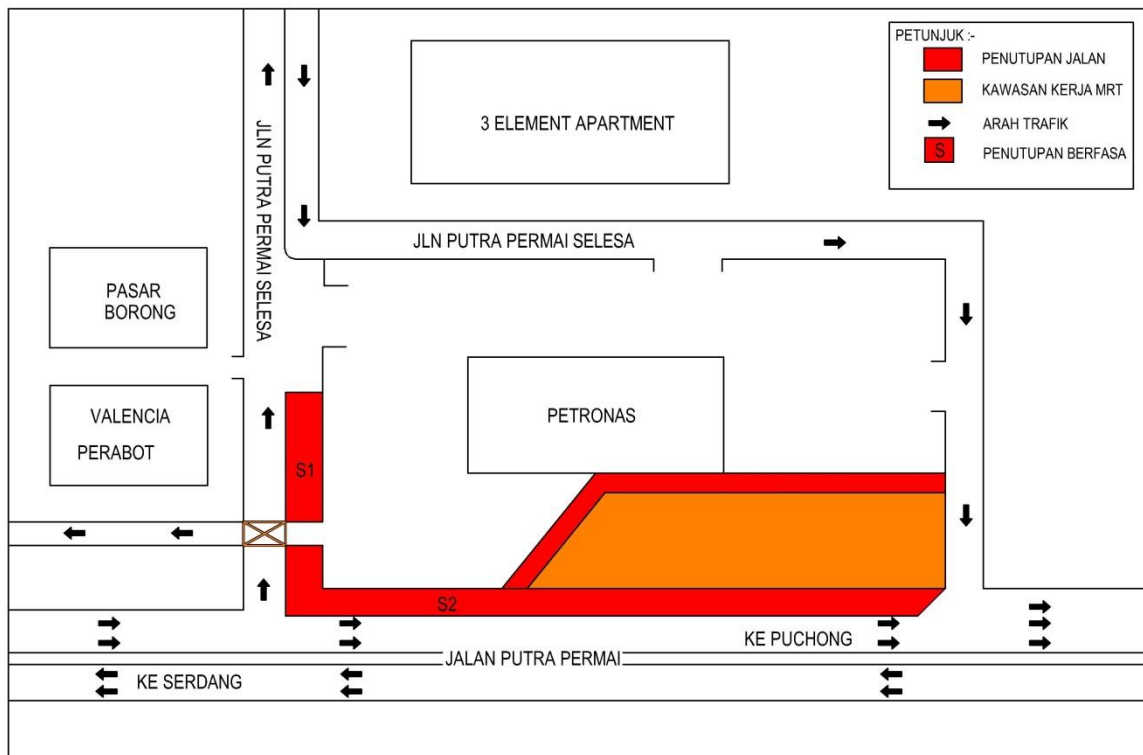 PETUNJUK :-
PENUTUPAN JALAN
KAWASAN KERJA MRT
ARAH TRAFIK
S
PENUTUPAN BERFASA
3 ELEMENT APARTMENT
JLN PUTRA PERMAI SELESA
JLN PUTRA PERMAI SELESA
PASAR
BORONG
VALENCIA
PERABOT
PETRONAS
S1
S2
KE PUCHONG
JALAN PUTRA PERMAI
KE SERDANG